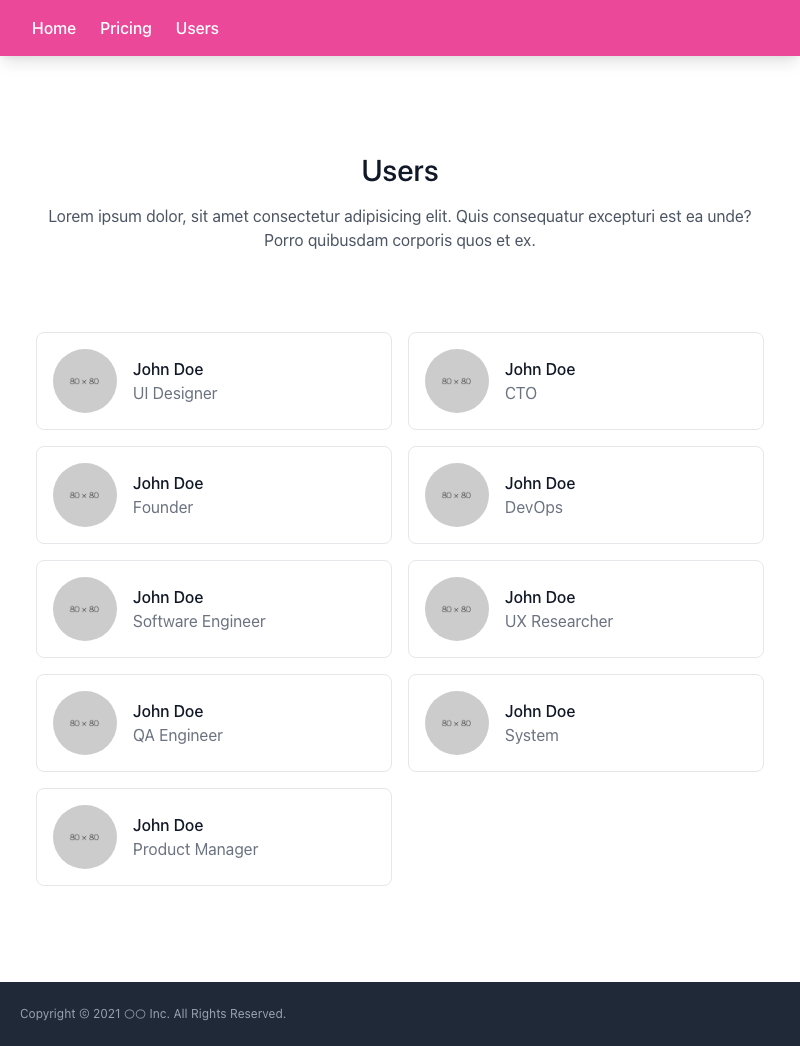 Home Pricing Users
Users
Lorem ipsum dolor, sit amet consectetur adipisicing elit. Quis consequatur excepturi est ea unde?
Porro quibusdam corporis quos et ex.
80 × 80
John Doe
UI Designer
80 × 80
John Doe
CTO
80 × 80
John Doe
Founder
80 × 80
John Doe
DevOps
80 × 80
John Doe
Software Engineer
80 × 80
John Doe
UX Researcher
80 × 80
John Doe
QA Engineer
80 × 80
John Doe
System
80 × 80
John Doe
Product Manager
Copyright © 2021 ○○ Inc. All Rights Reserved.